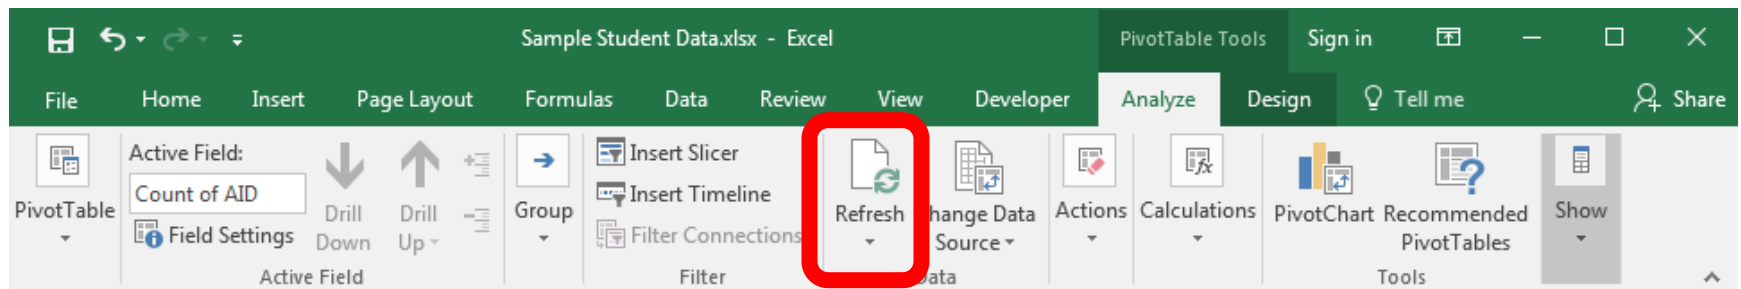 Sample Student Data.xlsx - Excel
PivotTable Tools
Sign in
File
Home
Insert
Page Layout
Formulas
Data
Review
View
Developer
Analyze
Design
Tell me
Share
PivotTable
Active Field:
Count of AID
Field Settings
Drill
Down
Drill
Up
Active Field
Group
Insert Slicer
Insert Timeline
Filter Connections
Filter
Refresh
hange Data
Source
ata
Actions
fx
Calculations
PivotChart
Recommended
PivotTables
Tools
Show